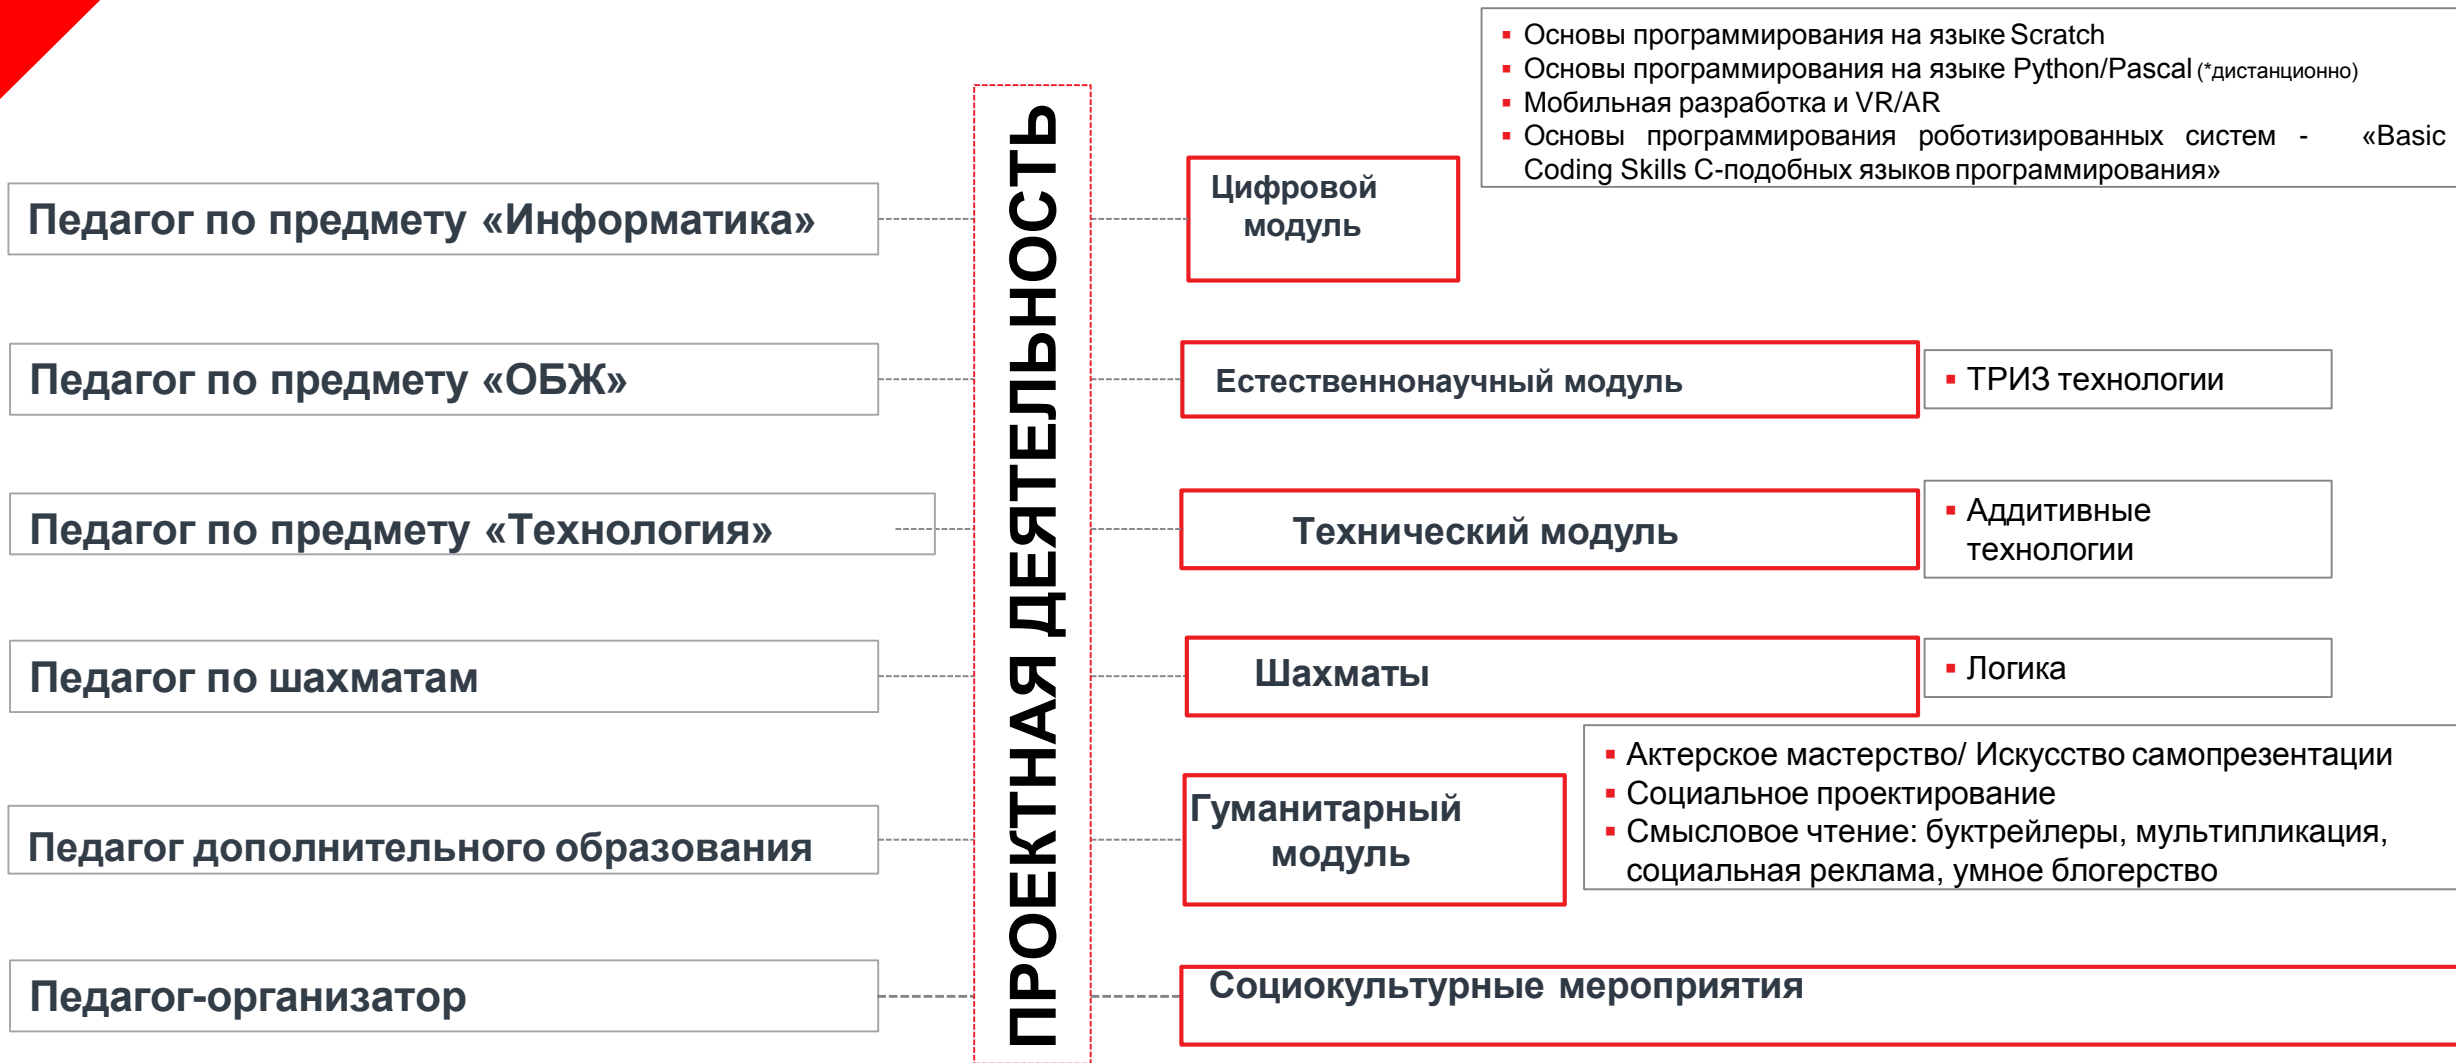 Основы программирования на языке Scratch
Основы программирования на языке Python/Pascal (*дистанционно)
Мобильная разработка и VR/AR
Основы программирования роботизированных систем - «Basic
Coding Skills С-подобных языков программирования»
Педагог по предмету «Информатика»
Цифровой
модуль
Педагог по предмету «ОБЖ»
Естественнонаучный модуль
ТРИЗ технологии
Педагог по предмету «Технология»
Технический модуль
Аддитивные
технологии
Педагог по шахматам
Шахматы
Логика
Педагог дополнительного образования
Гуманитарный
модуль
Актерское мастерство/ Искусство самопрезентации
Социальное проектирование
Смысловое чтение: буктрейлеры, мультипликация,
социальная реклама, умное блогерство
Педагог-организатор
Социокультурные мероприятия
ПРОЕКТНАЯ ДЕЯТЕЛЬНОСТЬ